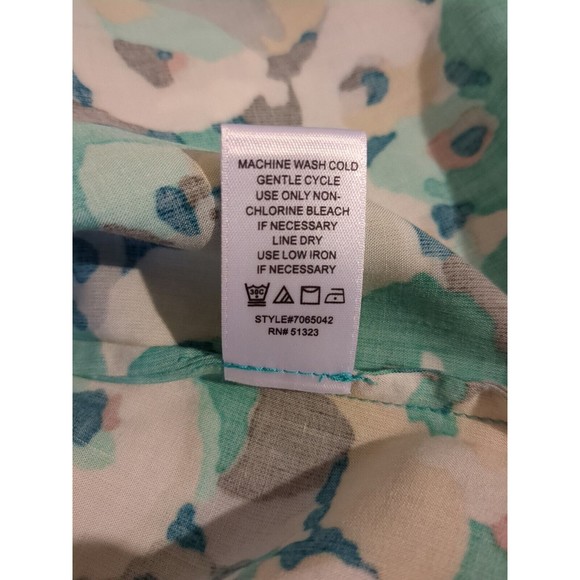 MACHINE WASH COLD
GENTLE CYCLE
USE ONLY NON-
CHLORINE BLEACH
IF NECESSARY
LINE DRY
USE LOW IRON
IF NECESSARY
30C
STYLE#7065042
RN# 51323